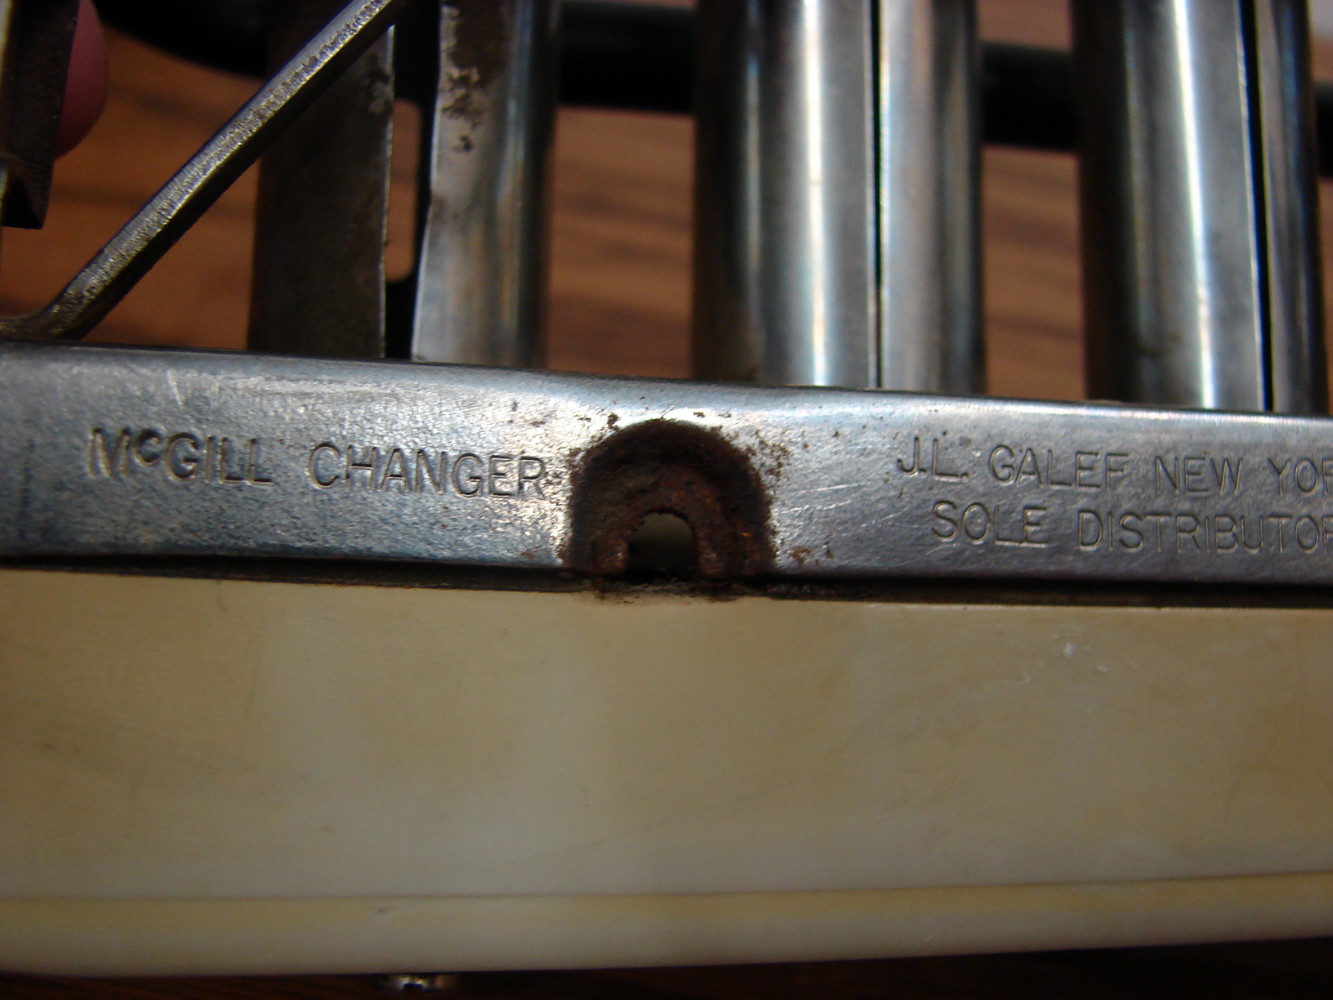 McGILL CHANGER
J.L. GALEF NEW YOR
SOLE DISTRIBUTOR